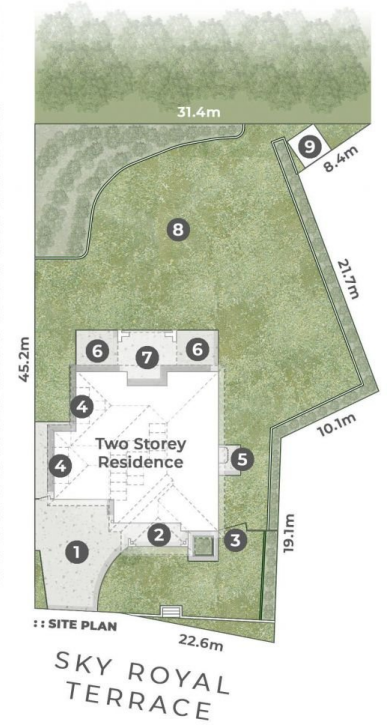 31.4m
9
8.4m
8
21.7m
45.2m
6
7
6
4
10.1m
Two Storey
Residence
4
5
19.1m
2
3
1
:: SITE PLAN
22.6m
SKY ROYAL
TERRACE